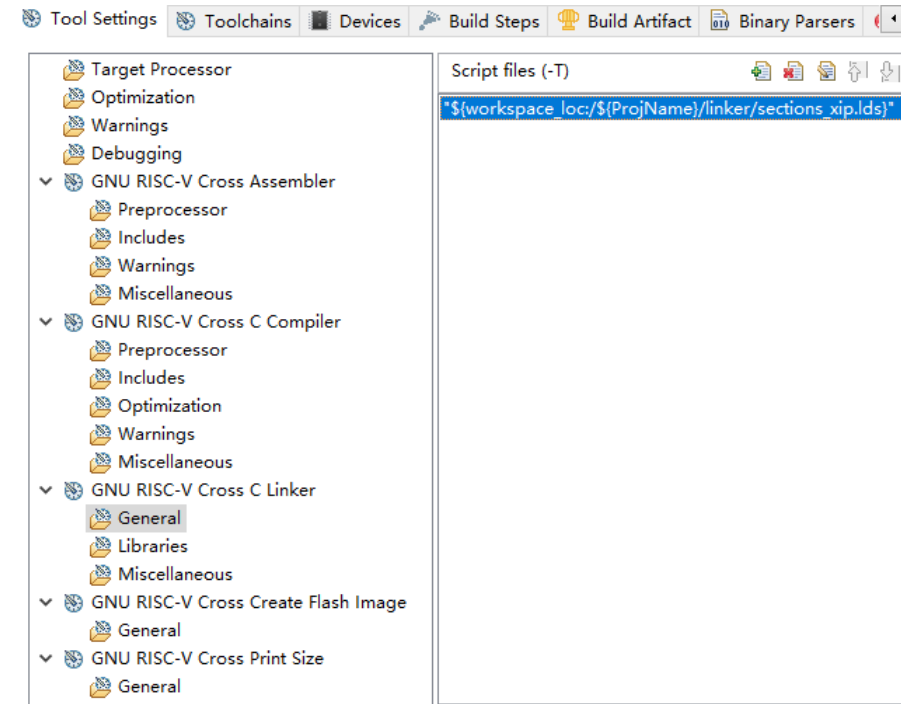 Tool Settings Toolchains Devices Build Steps Build Artifact Binary Parsers
Target Processor
Optimization
Warnings
Debugging
GNU RISC-V Cross Assembler
Preprocessor
Includes
Warnings
Miscellaneous
GNU RISC-V Cross C Compiler
Preprocessor
Includes
Optimization
Warnings
Miscellaneous
GNU RISC-V Cross C Linker
General
Libraries
Miscellaneous
GNU RISC-V Cross Create Flash Image
General
GNU RISC-V Cross Print Size
General
Script files (-T)
"${workspace_loc:/${ProjName}/linker/sections_xip.lds}"